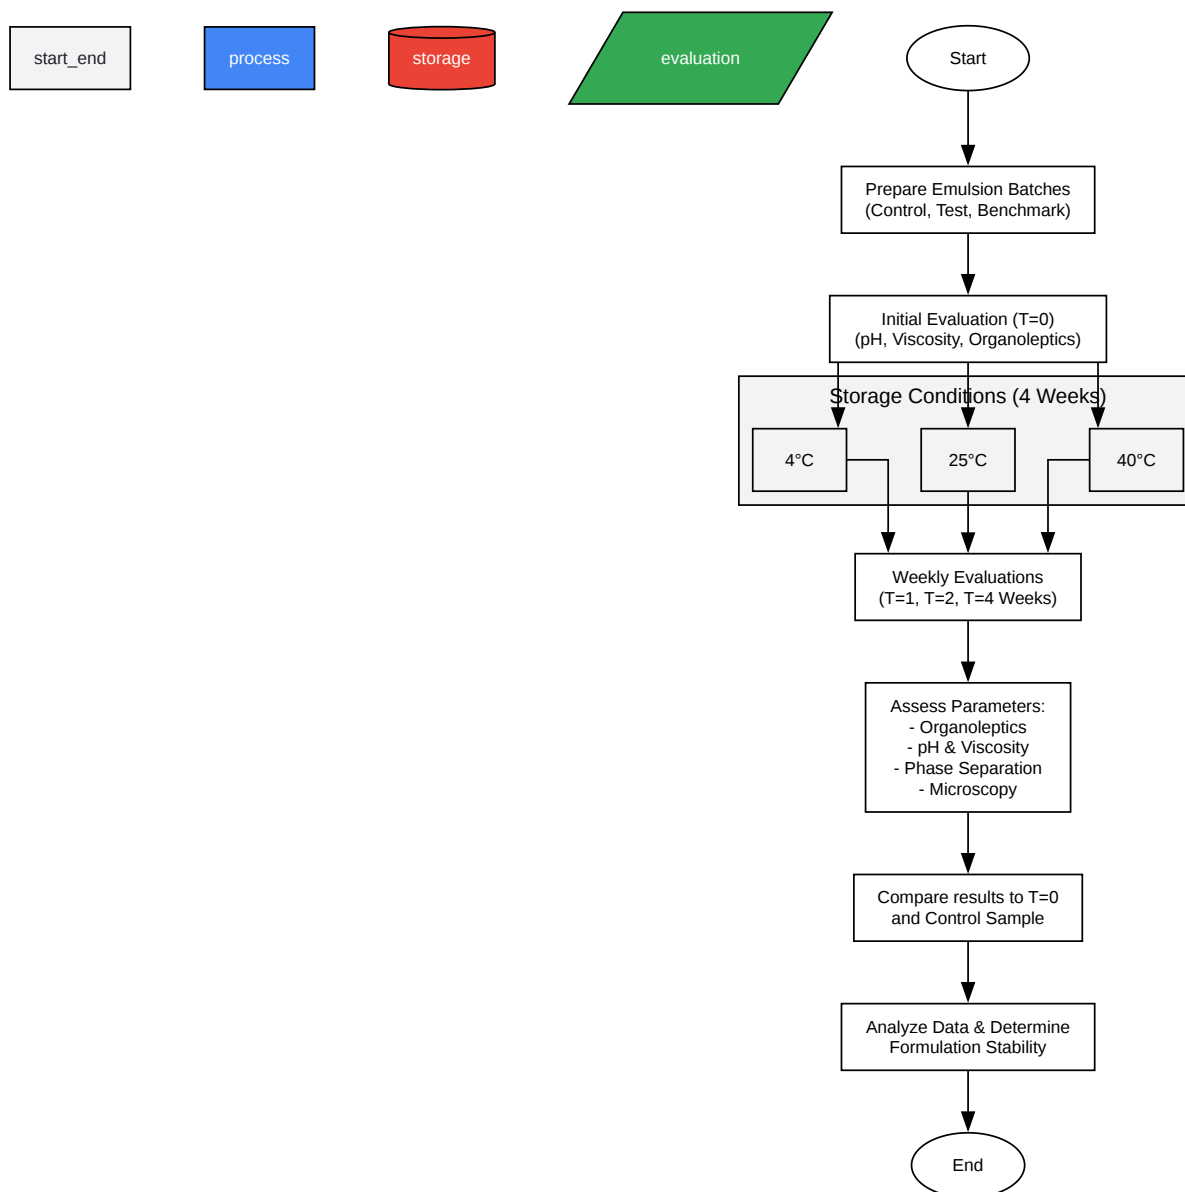 start_end
process
storage
evaluation
Start
Prepare Emulsion Batches
(Control, Test, Benchmark)
Initial Evaluation (T=0)
(pH, Viscosity, Organoleptics)
Storage Conditions (4 Weeks)
4°C
25°C
40°C
Weekly Evaluations
(T=1, T=2, T=4 Weeks)
Assess Parameters:
- Organoleptics
- pH & Viscosity
- Phase Separation
- Microscopy
Compare results to T=0
and Control Sample
Analyze Data & Determine
Formulation Stability
End